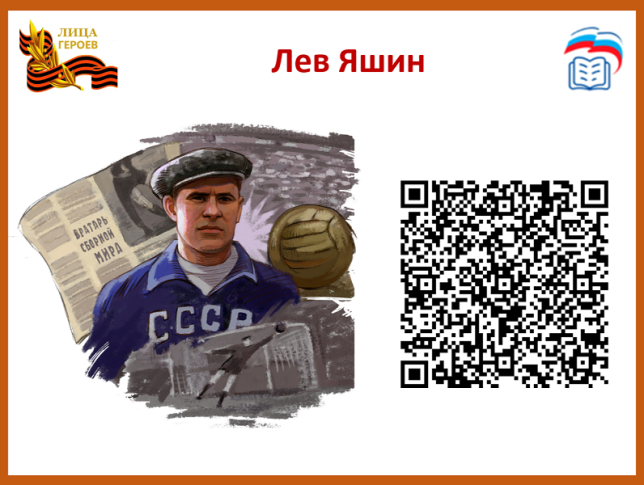 ЛИЦА
ГЕРОЕВ
Лев Яшин
ВРАТАРЬ
СБОРНОЙ
МИРА
СССР